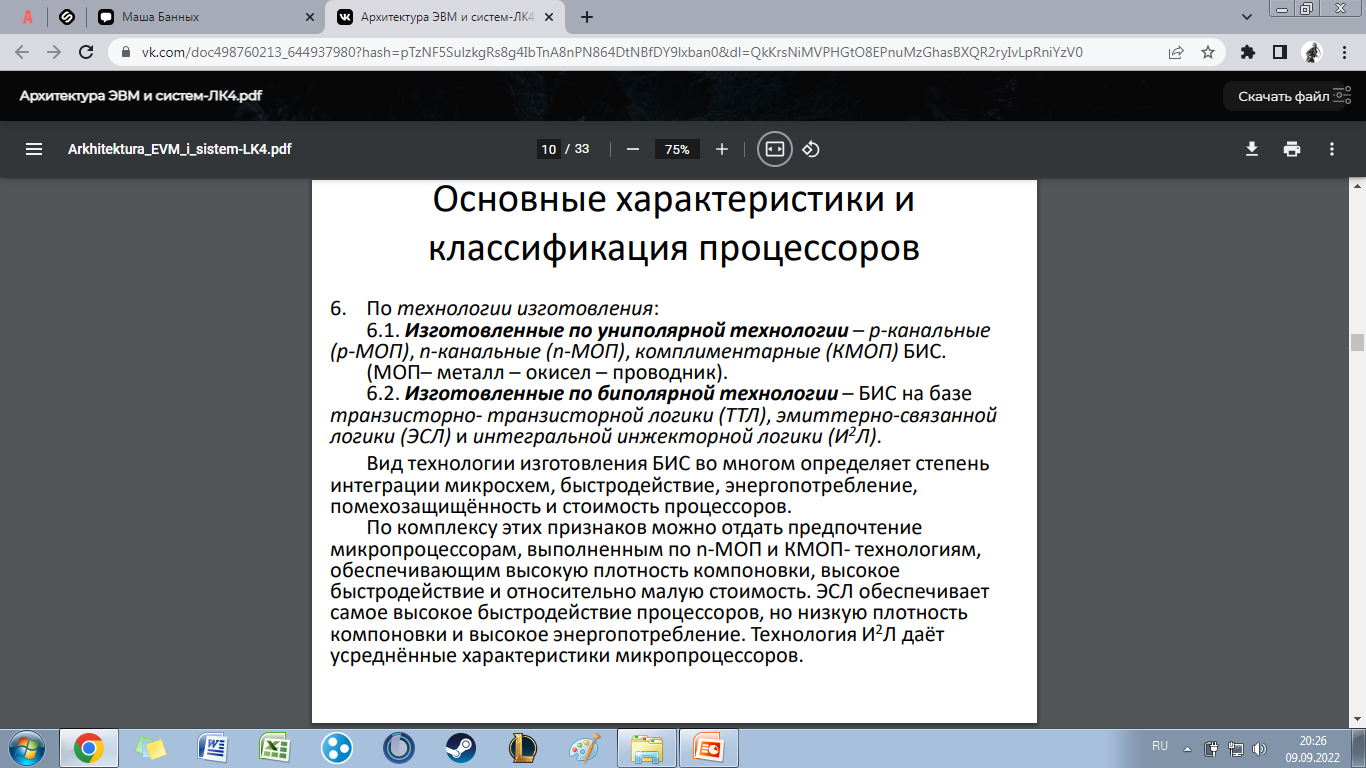 Маша Банных
Архитектура ЭВМ и систем-ЛК4
vk.com/doc498760213_644937980?hash=pTzNF5SuIzkgRs8g4IbTnA8nPN864DtNBfDY9lxban0&dl=QkKrsNiMVPHGtO8EPnuMzGhasBXQR2ryIvLpRniYzV0
Архитектура ЭВМ и систем-ЛК4.pdf
Скачать файл
Arkhitektura_EVM_i_sistem-LK4.pdf
10 / 33
75%
Основные характеристики и
классификация процессоров
6. По технологии изготовления:
6.1. Изготовленные по униполярной технологии – p-канальные
(p-МОП), n-канальные (n-МОП), комплиментарные (КМОП) БИС.
(МОП– металл – окисел – проводник).
6.2. Изготовленные по биполярной технологии – БИС на базе
транзисторно- транзисторной логики (ТТЛ), эмиттерно-связанной
логики (ЭСЛ) и интегральной инжекторной логики (И²Л).
Вид технологии изготовления БИС во многом определяет степень
интеграции микросхем, быстродействие, энергопотребление,
помехозащищённость и стоимость процессоров.
По комплексу этих признаков можно отдать предпочтение
микропроцессорам, выполненным по n-МОП и КМОП- технологиям,
обеспечивающим высокую плотность компоновки, высокое
быстродействие и относительно малую стоимость. ЭСЛ обеспечивает
самое высокое быстродействие процессоров, но низкую плотность
компоновки и высокое энергопотребление. Технология И²Л даёт
усреднённые характеристики микропроцессоров.
RU
20:26
09.09.2022